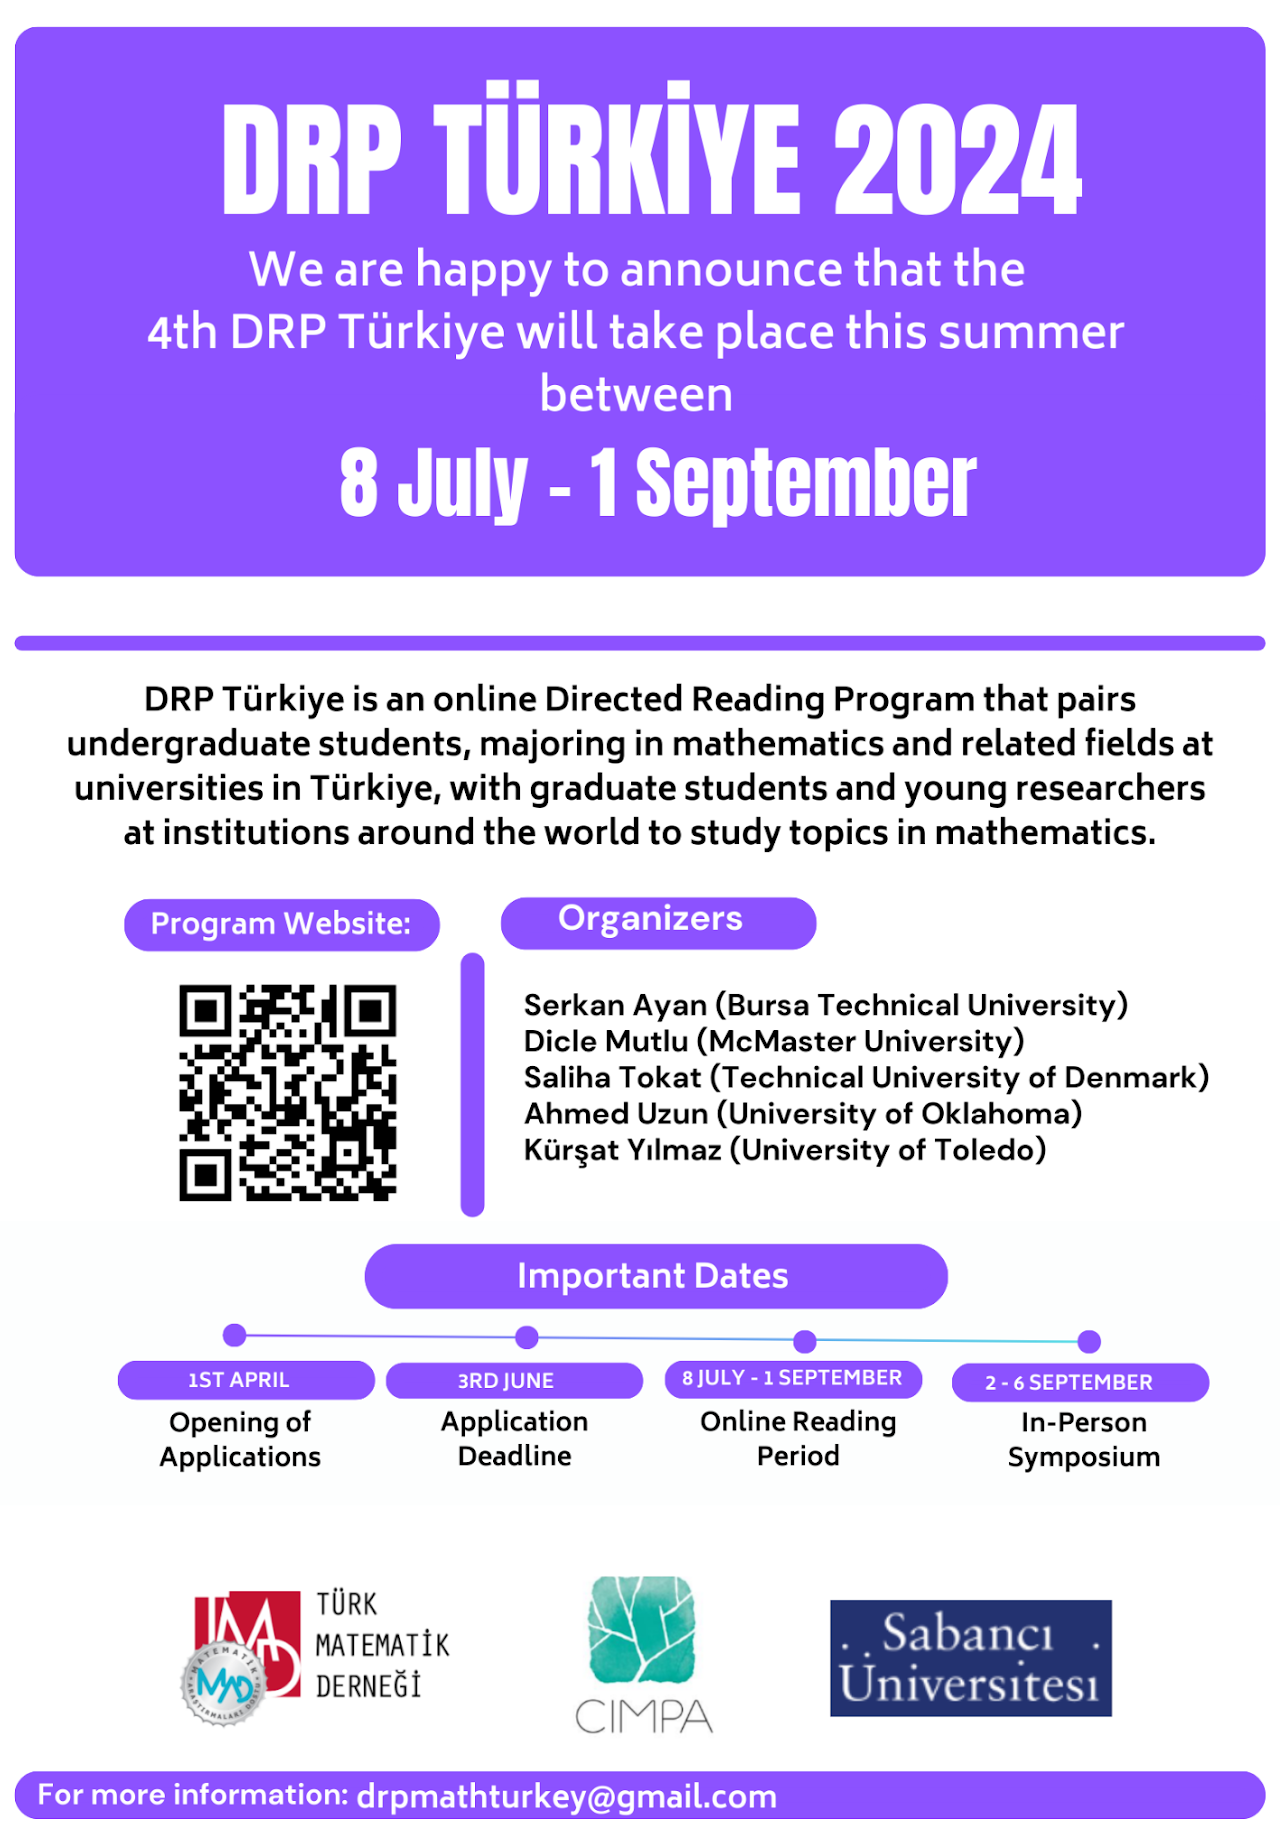 DRP TÜRKİYE 2024
We are happy to announce that the
4th DRP Türkiye will take place this summer
between
8 July - 1 September
DRP Türkiye is an online Directed Reading Program that pairs
undergraduate students, majoring in mathematics and related fields at
universities in Türkiye, with graduate students and young researchers
at institutions around the world to study topics in mathematics.
Program Website:
Organizers
Serkan Ayan (Bursa Technical University)
Dicle Mutlu (McMaster University)
Saliha Tokat (Technical University of Denmark)
Ahmed Uzun (University of Oklahoma)
Kürşat Yılmaz (University of Toledo)
Important Dates
1ST APRIL
Opening of
Applications
3RD JUNE
Application
Deadline
8 JULY - 1 SEPTEMBER
Online Reading
Period
2 - 6 SEPTEMBER
In-Person
Symposium
TMD
MATEMATİK
MAD
ARAŞTIRMALARI DOSTU
TÜRK
MATEMATİK
DERNEĞİ
CIMPA
Sabancı
Üniversitesi
For more information: drpmathturkey@gmail.com